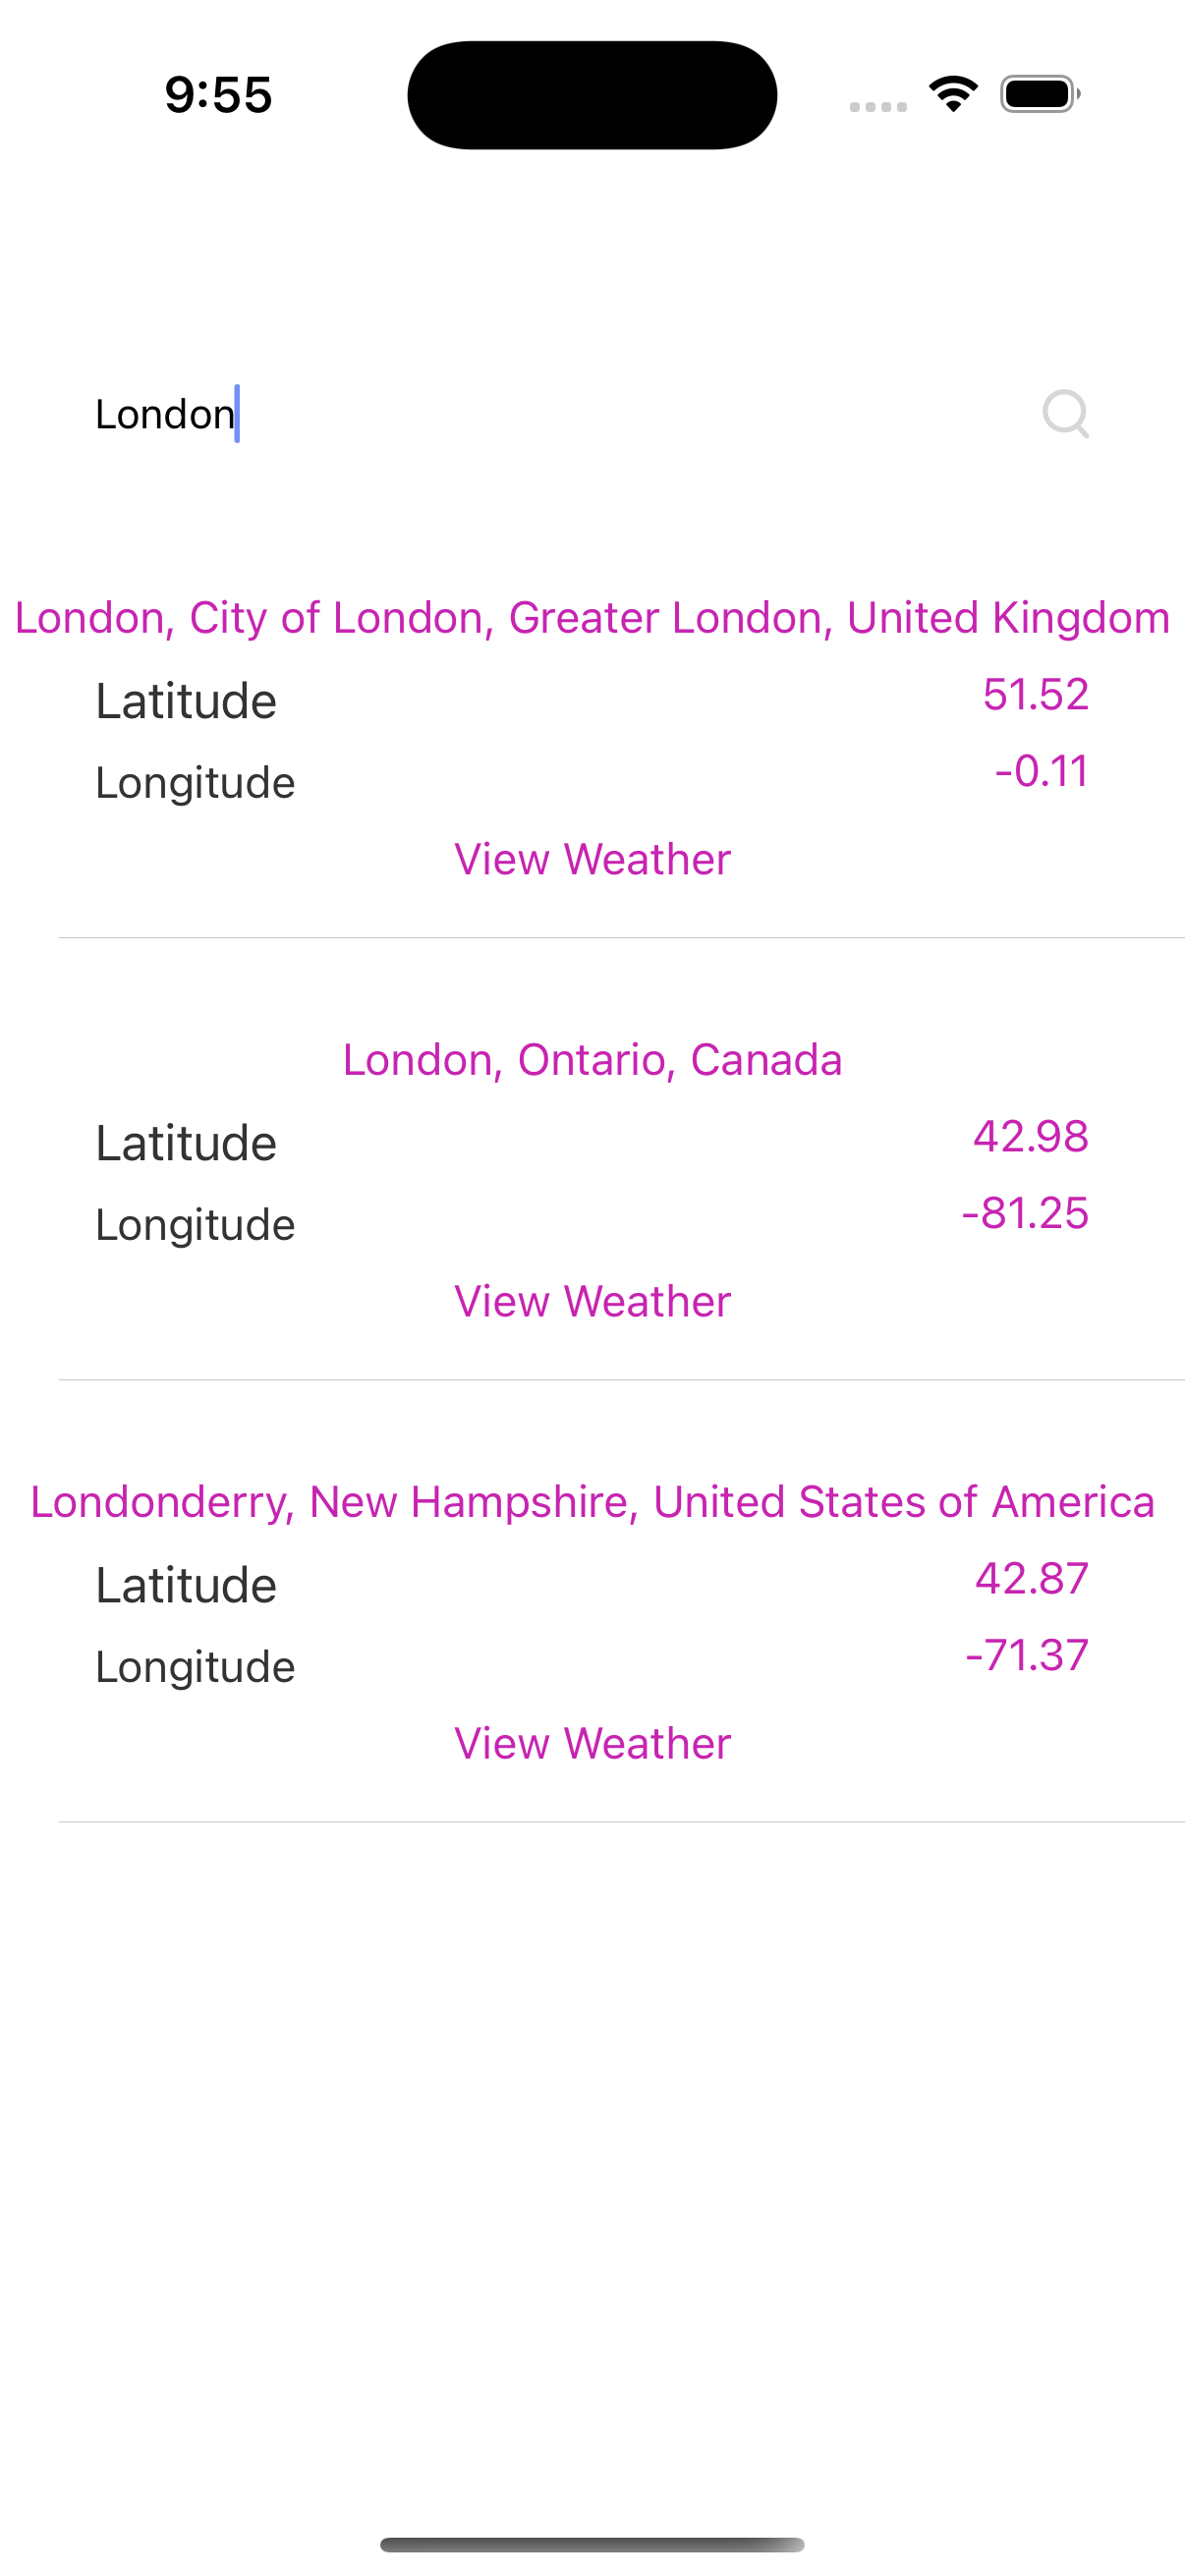 9:55
London
London, City of London, Greater London, United Kingdom
Latitude 51.52
Longitude -0.11
View Weather
London, Ontario, Canada
Latitude 42.98
Longitude -81.25
View Weather
Londonderry, New Hampshire, United States of America
Latitude 42.87
Longitude -71.37
View Weather